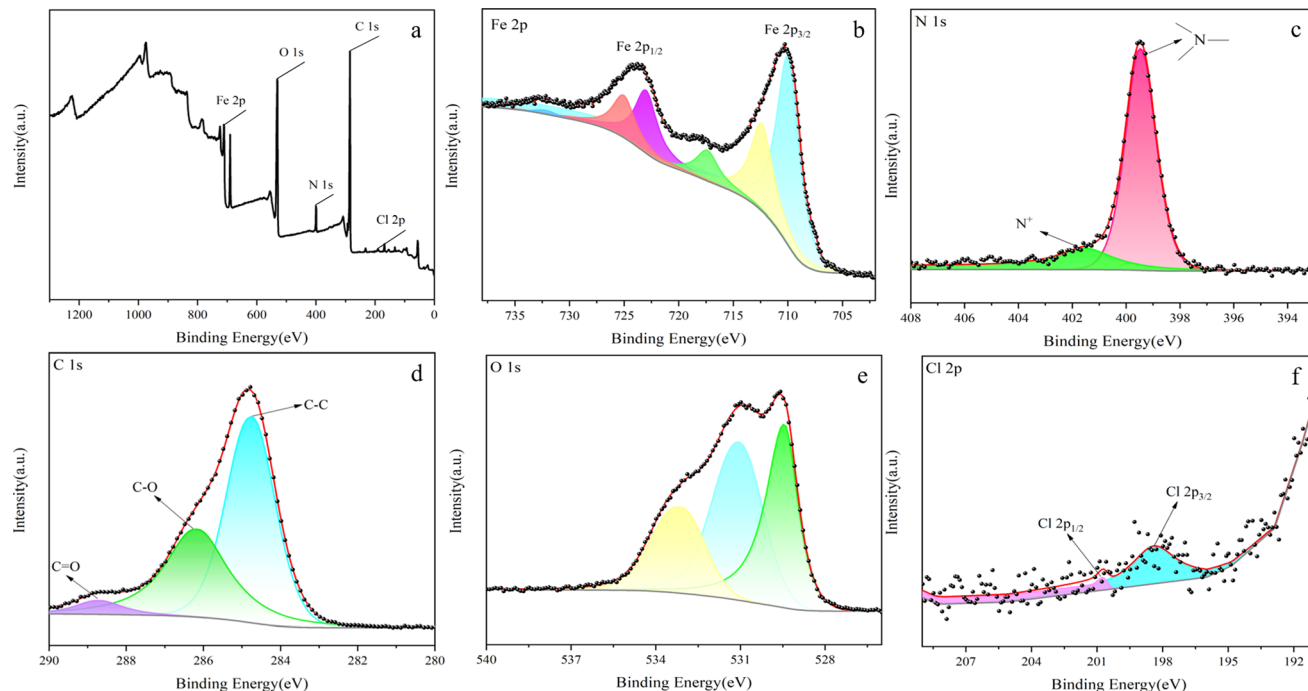 a
C 1s
O 1s
Fe 2p
N 1s
Cl 2p
Intensity(a.u.)
1200 1000 800 600 400 200 0
Binding Energy(eV)
Fe 2p
b
Fe 2p1/2
Fe 2p3/2
Intensity(a.u.)
735 730 725 720 715 710 705
Binding Energy(eV)
N 1s
c
N
N+
Intensity(a.u.)
408 406 404 402 400 398 396 394
Binding Energy(eV)
C 1s
d
C-C
C-O
C=O
Intensity(a.u.)
290 288 286 284 282 280
Binding Energy(eV)
O 1s
e
Intensity(a.u.)
540 537 534 531 528
Binding Energy(eV)
Cl 2p
f
Cl 2p3/2
Cl 2p1/2
Intensity(a.u.)
207 204 201 198 195 192
Binding Energy(eV)